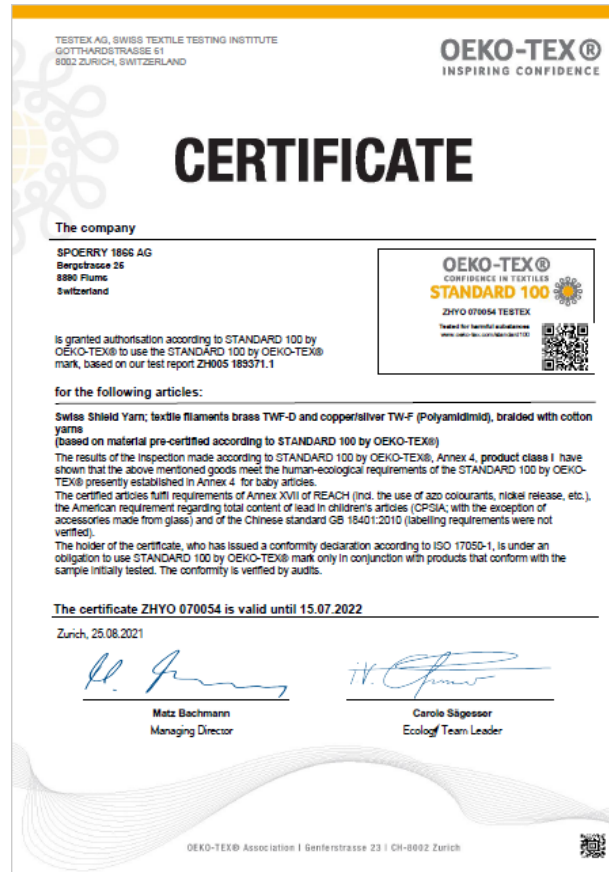 TESTEX AG, SWISS TEXTILE TESTING INSTITUTE
GOTTHARDSTRASSE 61
8002 ZURICH, SWITZERLAND
OEKO-TEX®
INSPIRING CONFIDENCE
CERTIFICATE
The company
SPOERRY 1866 AG
Bergstrasse 25
8890 Flums
Switzerland
OEKO-TEX®
CONFIDENCE IN TEXTILES
STANDARD 100
ZHYO 070054 TESTEX
Tested for harmful substances
www.oeko-tex.com/standard100
is granted authorisation according to STANDARD 100 by
OEKO-TEX® to use the STANDARD 100 by OEKO-TEX®
mark, based on our test report ZH005 189371.1
for the following articles:
Swiss Shield Yarn; textile filaments brass TWF-D and copper/silver TW-F (Polyamidimid), braided with cotton
yarns
(based on material pre-certified according to STANDARD 100 by OEKO-TEX®)
The results of the inspection made according to STANDARD 100 by OEKO-TEX®, Annex 4, product class I have
shown that the above mentioned goods meet the human-ecological requirements of the STANDARD 100 by OEKO-
TEX® presently established in Annex 4 for baby articles.
The certified articles fulfil requirements of Annex XVII of REACH (incl. the use of azo colourants, nickel release, etc.),
the American requirement regarding total content of lead in children's articles (CPSIA; with the exception of
accessories made from glass) and of the Chinese standard GB 18401:2010 (labelling requirements were not
verified).
The holder of the certificate, who has issued a conformity declaration according to ISO 17050-1, is under an
obligation to use STANDARD 100 by OEKO-TEX® mark only in conjunction with products that conform with the
sample initially tested. The conformity is verified by audits.
The certificate ZHYO 070054 is valid until 15.07.2022
Zurich, 25.08.2021
Matz Bachmann
Managing Director
Carole Sägesser
Ecology Team Leader
OEKO-TEX® Association | Genferstrasse 23 | CH-8002 Zurich